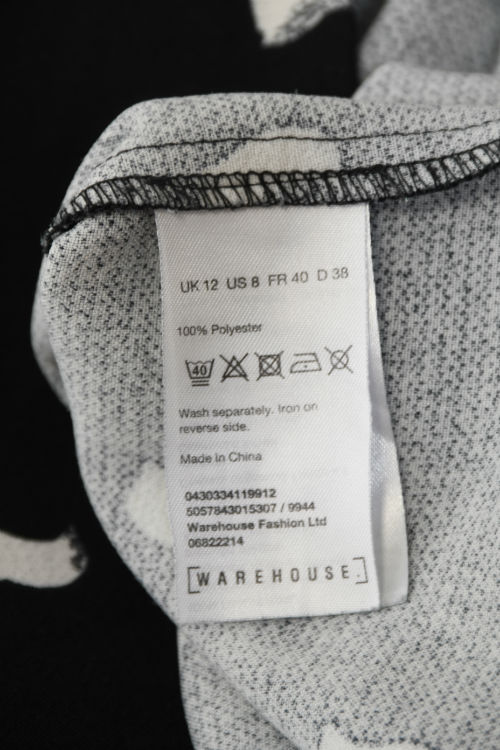 UK 12 US 8 FR 40 D 38
100% Polyester
40
Wash separately. Iron on
reverse side.
Made in China
0430334119912
5057843015307 / 9944
Warehouse Fashion Ltd
06822214
[WAREHOUSE.]